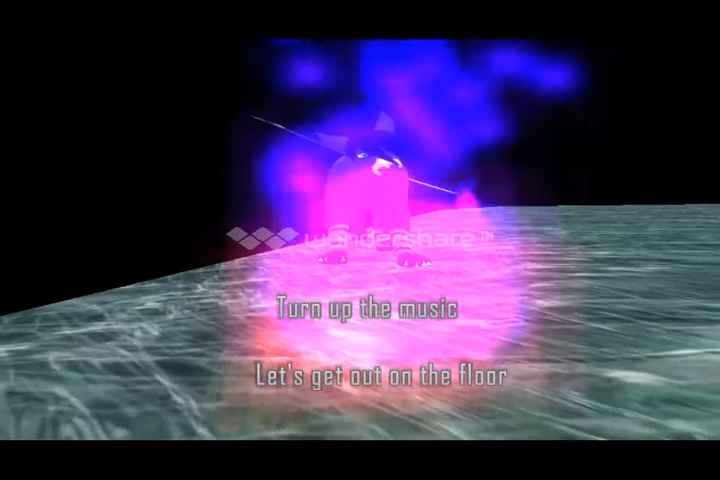 wondershare™
Turn up the music
Let's get out on the floor